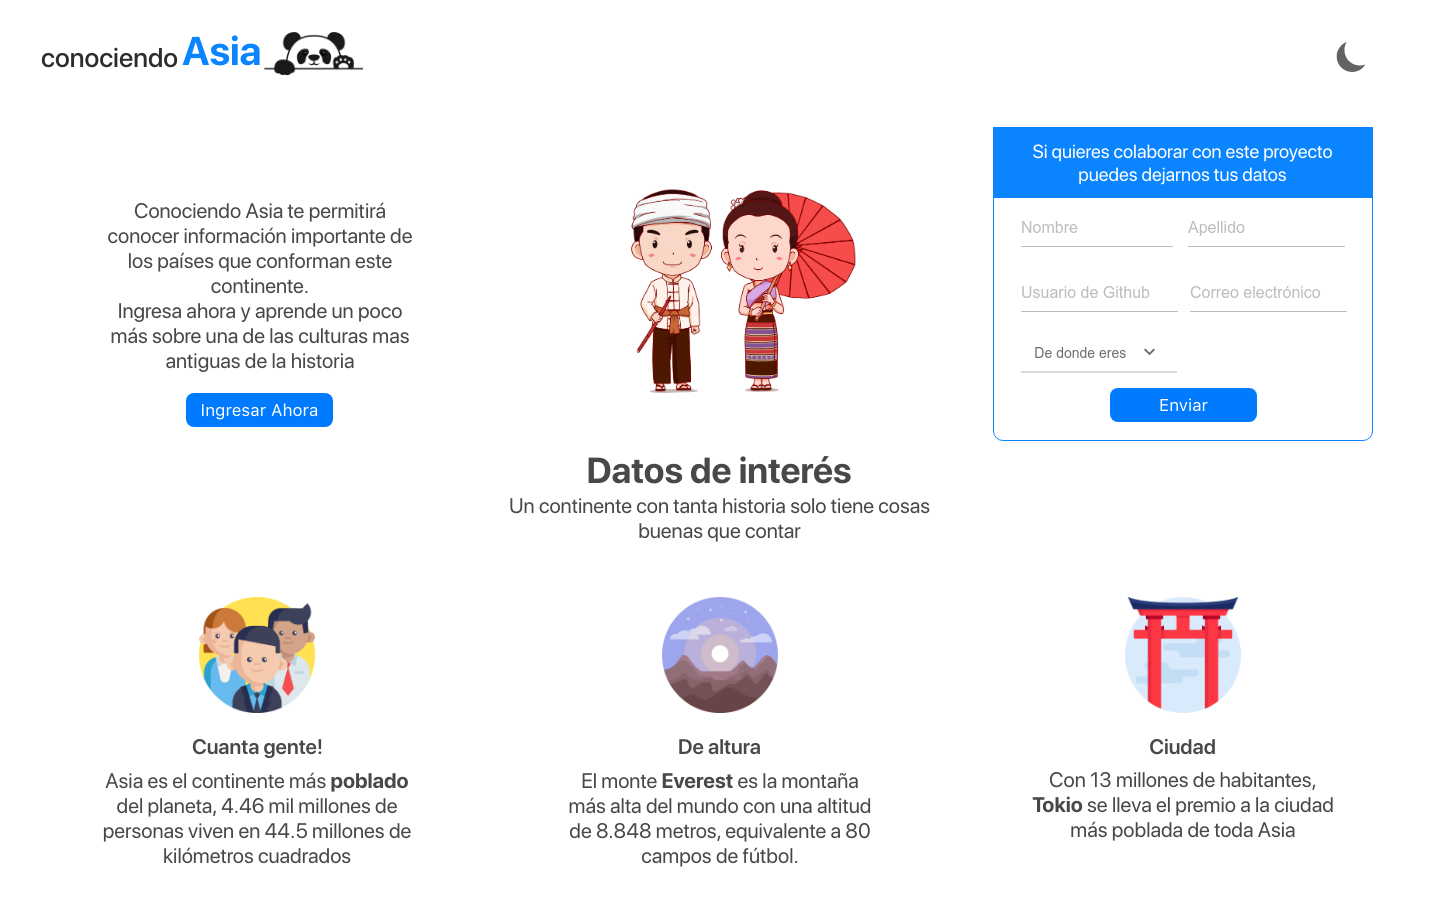 conociendo Asia
Conociendo Asia te permitirá
conocer información importante de
los países que conforman este
continente.
Ingresa ahora y aprende un poco
más sobre una de las culturas mas
antiguas de la historia
Ingresar Ahora
Si quieres colaborar con este proyecto
puedes dejarnos tus datos
Nombre Apellido
Usuario de Github Correo electrónico
De donde eres
Enviar
Datos de interés
Un continente con tanta historia solo tiene cosas
buenas que contar
Cuanta gente!
Asia es el continente más poblado
del planeta, 4.46 mil millones de
personas viven en 44.5 millones de
kilómetros cuadrados
De altura
El monte Everest es la montaña
más alta del mundo con una altitud
de 8.848 metros, equivalente a 80
campos de fútbol.
Ciudad
Con 13 millones de habitantes,
Tokio se lleva el premio a la ciudad
más poblada de toda Asia